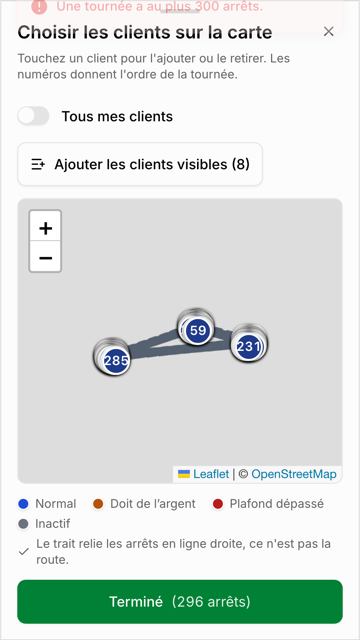 Une tournée a au plus 300 arrêts.
Choisir les clients sur la carte
Touchez un client pour l'ajouter ou le retirer. Les
numéros donnent l'ordre de la tournée.
Tous mes clients
Ajouter les clients visibles (8)
+
−
59
231
285
Leaflet | © OpenStreetMap
Normal
Doit de l’argent
Plafond dépassé
Inactif
Le trait relie les arrêts en ligne droite, ce n'est pas la
route.
Terminé (296 arrêts)